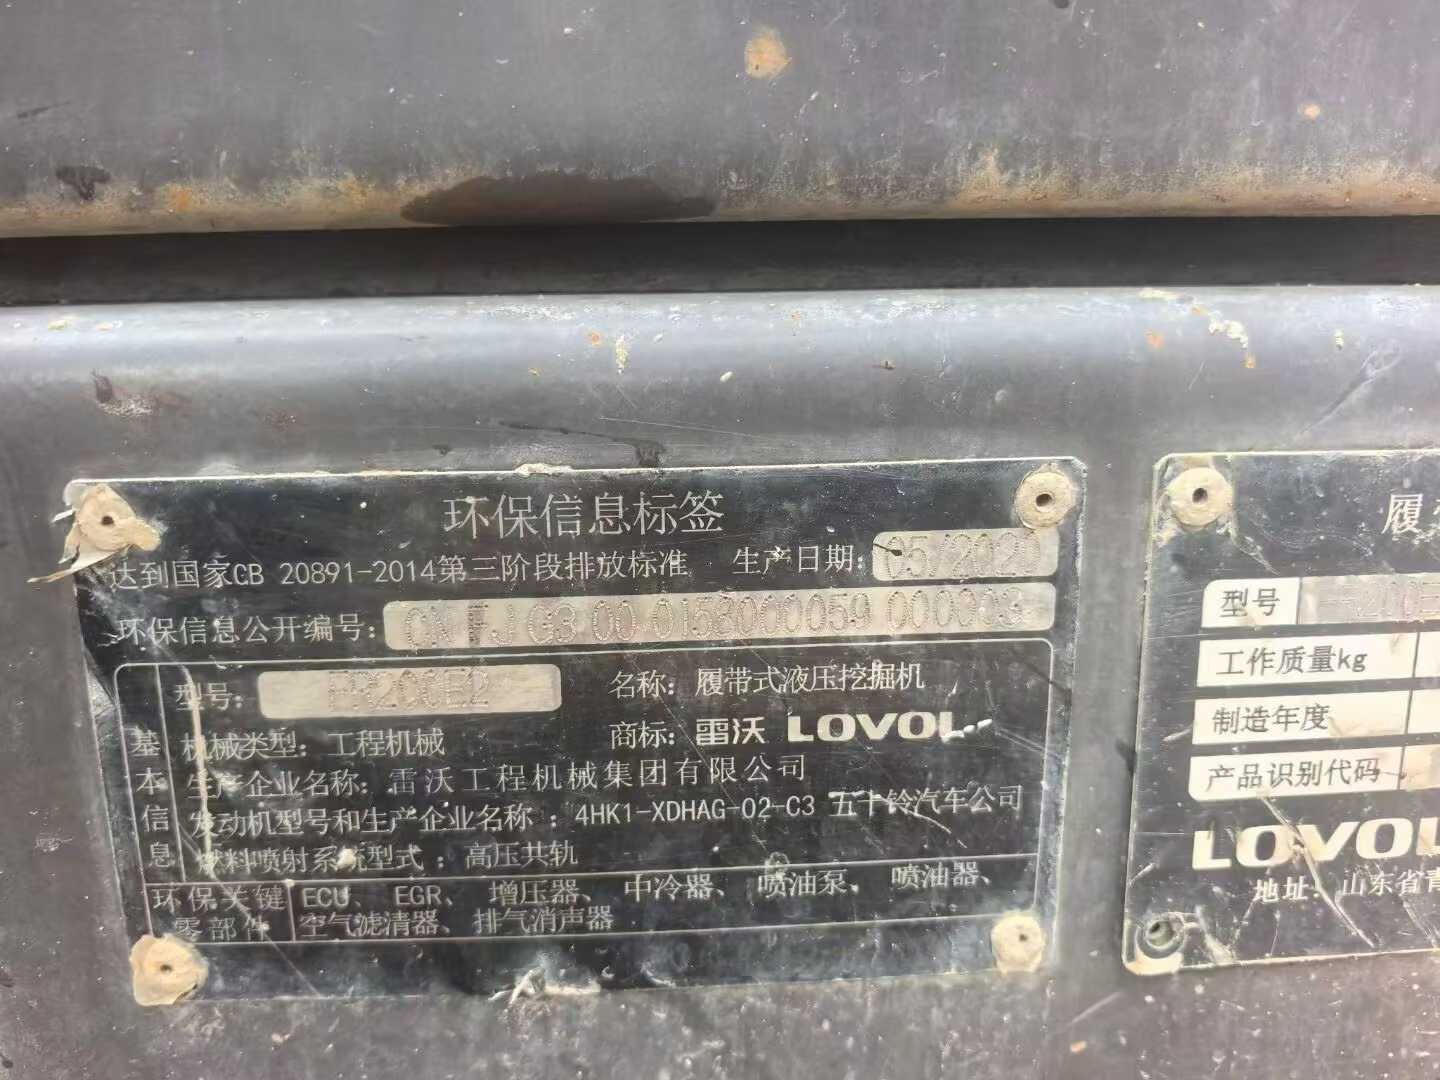 环保信息标签
达到国家GB 20891-2014第三阶段排放标准 生产日期: 05/2020
环保信息公开编号: CN FJ G3 00 0158000059 000003
型号: FR200E2 名称: 履带式液压挖掘机
机械类型: 工程机械 商标: 雷沃 LOVOL
生产企业名称: 雷沃工程机械集团有限公司
发动机型号和生产企业名称: 4HK1-XDHAG-02-C3 五十铃汽车公司
燃料喷射系统型式: 高压共轨
基本信息
环保关键零部件
ECU、 EGR、 增压器、 中冷器、 喷油泵、 喷油器、
空气滤清器、排气消声器
履
型号 FR200E
工作质量kg
制造年度
产品识别代码
LOVOL
地址: 山东省青